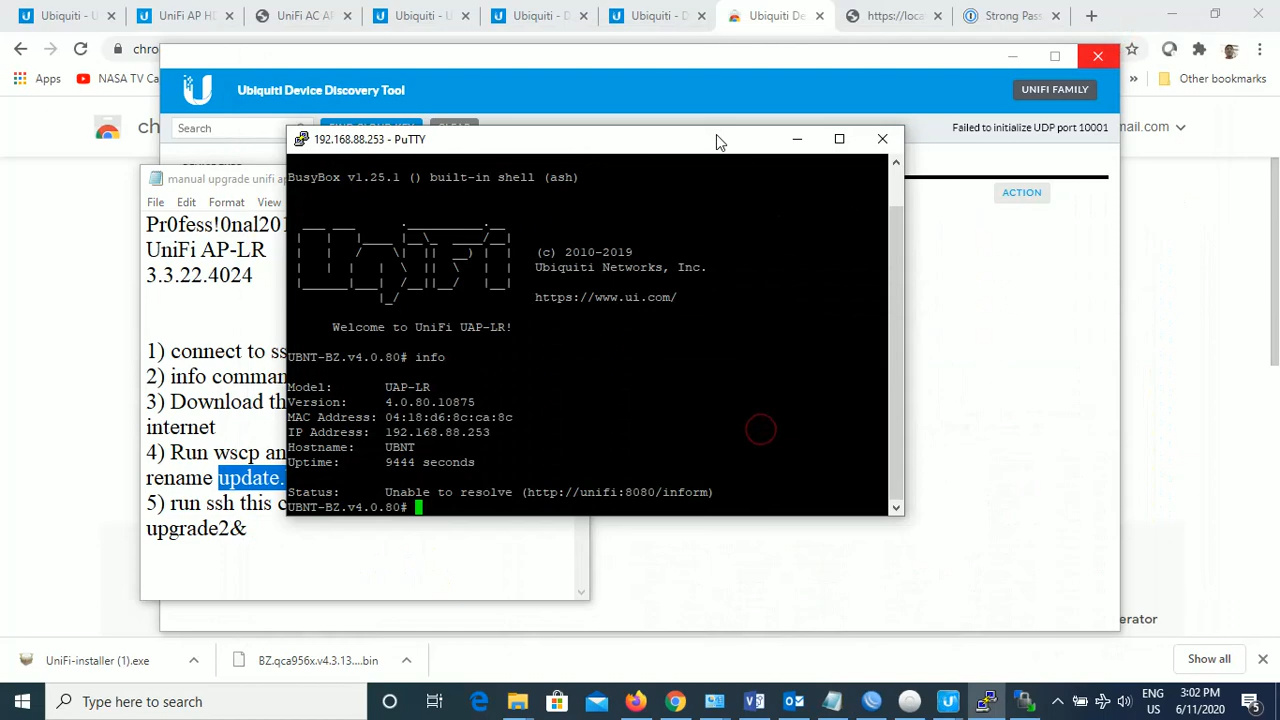 Ubiquiti
UniFi AP HD
UniFi AC AP
Ubiquiti - U
Ubiquiti - D
Ubiquiti - D
Ubiquiti De
https://loca
Strong Pass
chro
Apps
NASA TV Ca
Other bookmarks
Ubiquiti Device Discovery Tool
UNIFI FAMILY
Search
CLEAR
Failed to initialize UDP port 10001
mail.com
ch
ACTION
192.168.88.253 - PuTTY
BusyBox v1.25.1 () built-in shell (ash)
UniFi
(c) 2010-2019
Ubiquiti Networks, Inc.
https://www.ui.com/
Welcome to UniFi UAP-LR!
UBNT-BZ.v4.0.80# info
Model: UAP-LR
Version: 4.0.80.10875
MAC Address: 04:18:d6:8c:ca:8c
IP Address: 192.168.88.253
Hostname: UBNT
Uptime: 9444 seconds
Status: Unable to resolve (http://unifi:8080/inform)
UBNT-BZ.v4.0.80#
manual upgrade unifi ap
File Edit Format View
Pr0fess!0nal201
UniFi AP-LR
3.3.22.4024
1) connect to ss
2) info comman
3) Download th
internet
4) Run wscp an
rename update.
5) run ssh this c
upgrade2&
erator
UniFi-installer (1).exe
BZ.qca956x.v4.3.13....bin
Show all
Type here to search
ENG
US
3:02 PM
6/11/2020
5